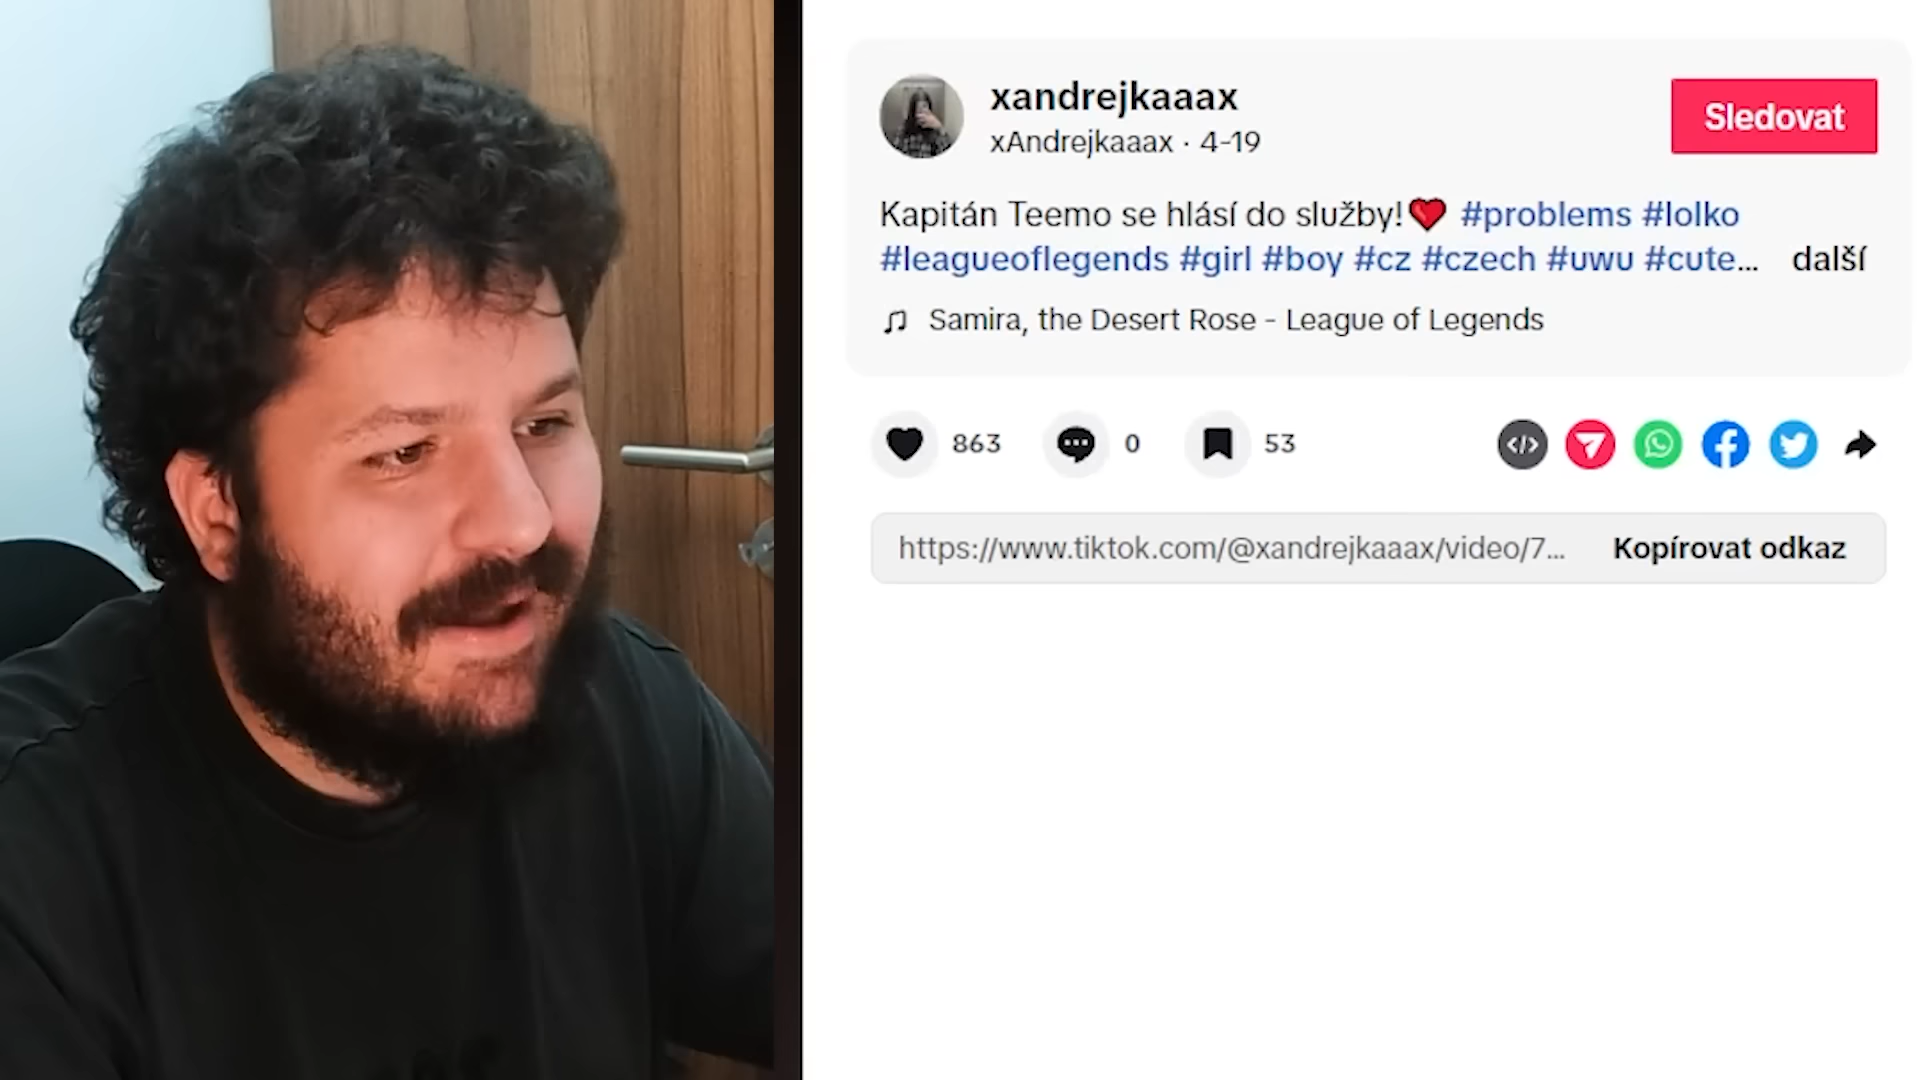 xandrejkaaax
xAndrejkaaax · 4-19
Sledovat
Kapitán Teemo se hlásí do služby!❤️ #problems #lolko
#leagueoflegends #girl #boy #cz #czech #uwu #cute... další
Samira, the Desert Rose - League of Legends
863
0
53
https://www.tiktok.com/@xandrejkaaax/video/7...
Kopírovat odkaz